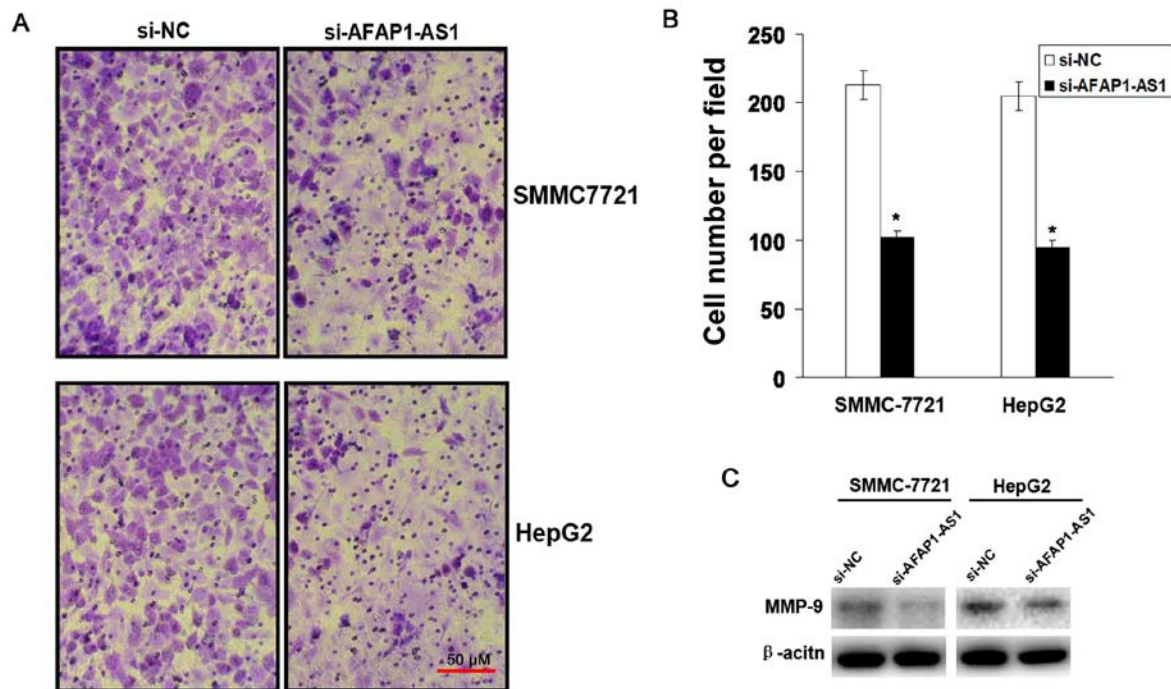 A
si-NC si-AFAP1-AS1
SMMC7721
HepG2
50 μM
B
Cell number per field
250
200
150
100
50
0
si-NC
si-AFAP1-AS1
*
*
SMMC-7721 HepG2
C
SMMC-7721 HepG2
si-NC si-AFAP1-AS1 si-NC si-AFAP1-AS1
MMP-9
β-acitn